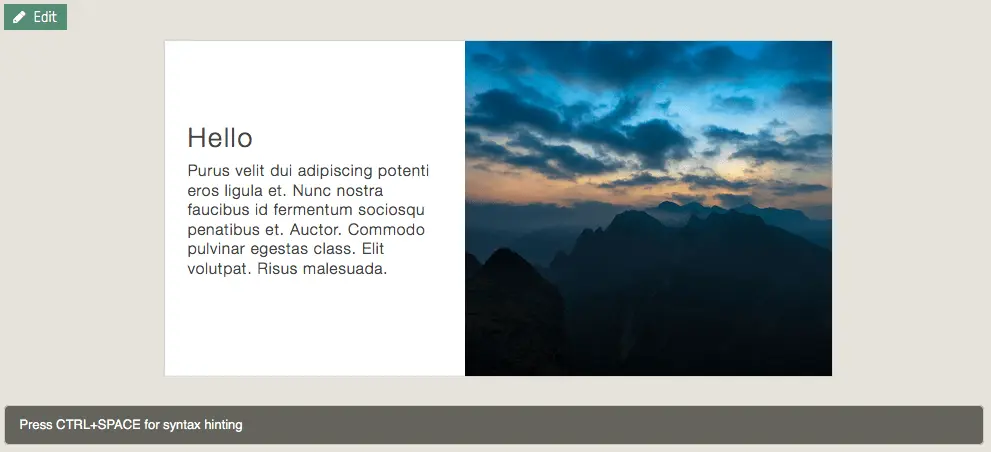 Edit
Hello
Purus velit dui adipiscing potenti
eros ligula et. Nunc nostra
faucibus id fermentum sociosqu
penatibus et. Auctor. Commodo
pulvinar egestas class. Elit
volutpat. Risus malesuada.
Press CTRL+SPACE for syntax hinting